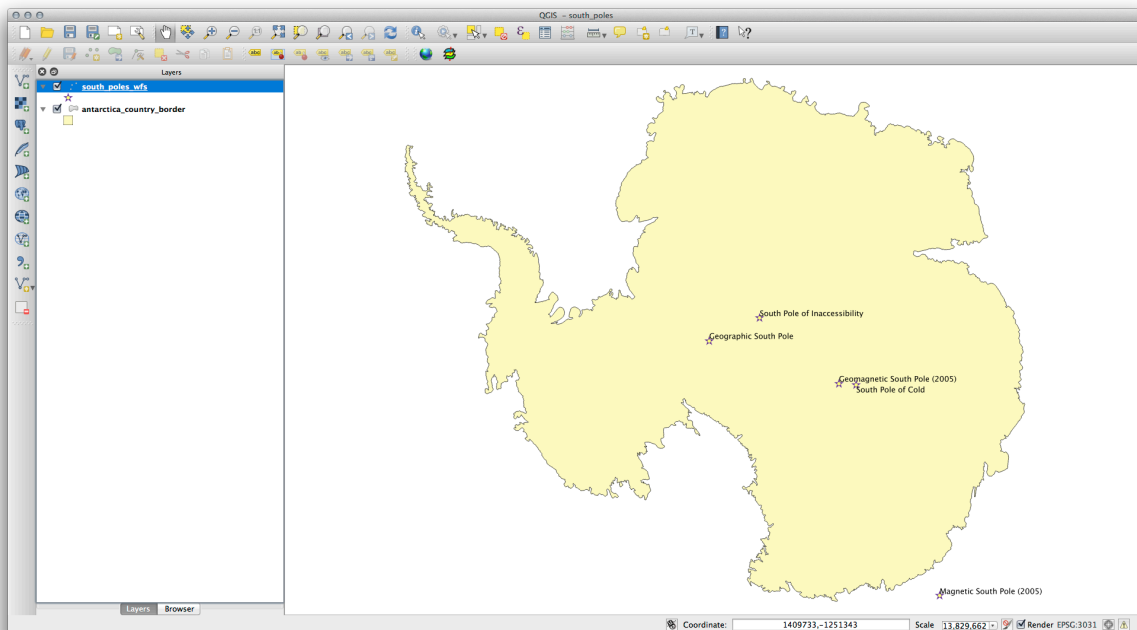 QGIS - south_poles
Layers
south_poles_wfs
antarctica_country_border
South Pole of Inaccessibility
Geographic South Pole
Geomagnetic South Pole (2005)
South Pole of Cold
Magnetic South Pole (2005)
Layers Browser
Coordinate: 1409733,-1251343 Scale 13,829,662 Render EPSG:3031